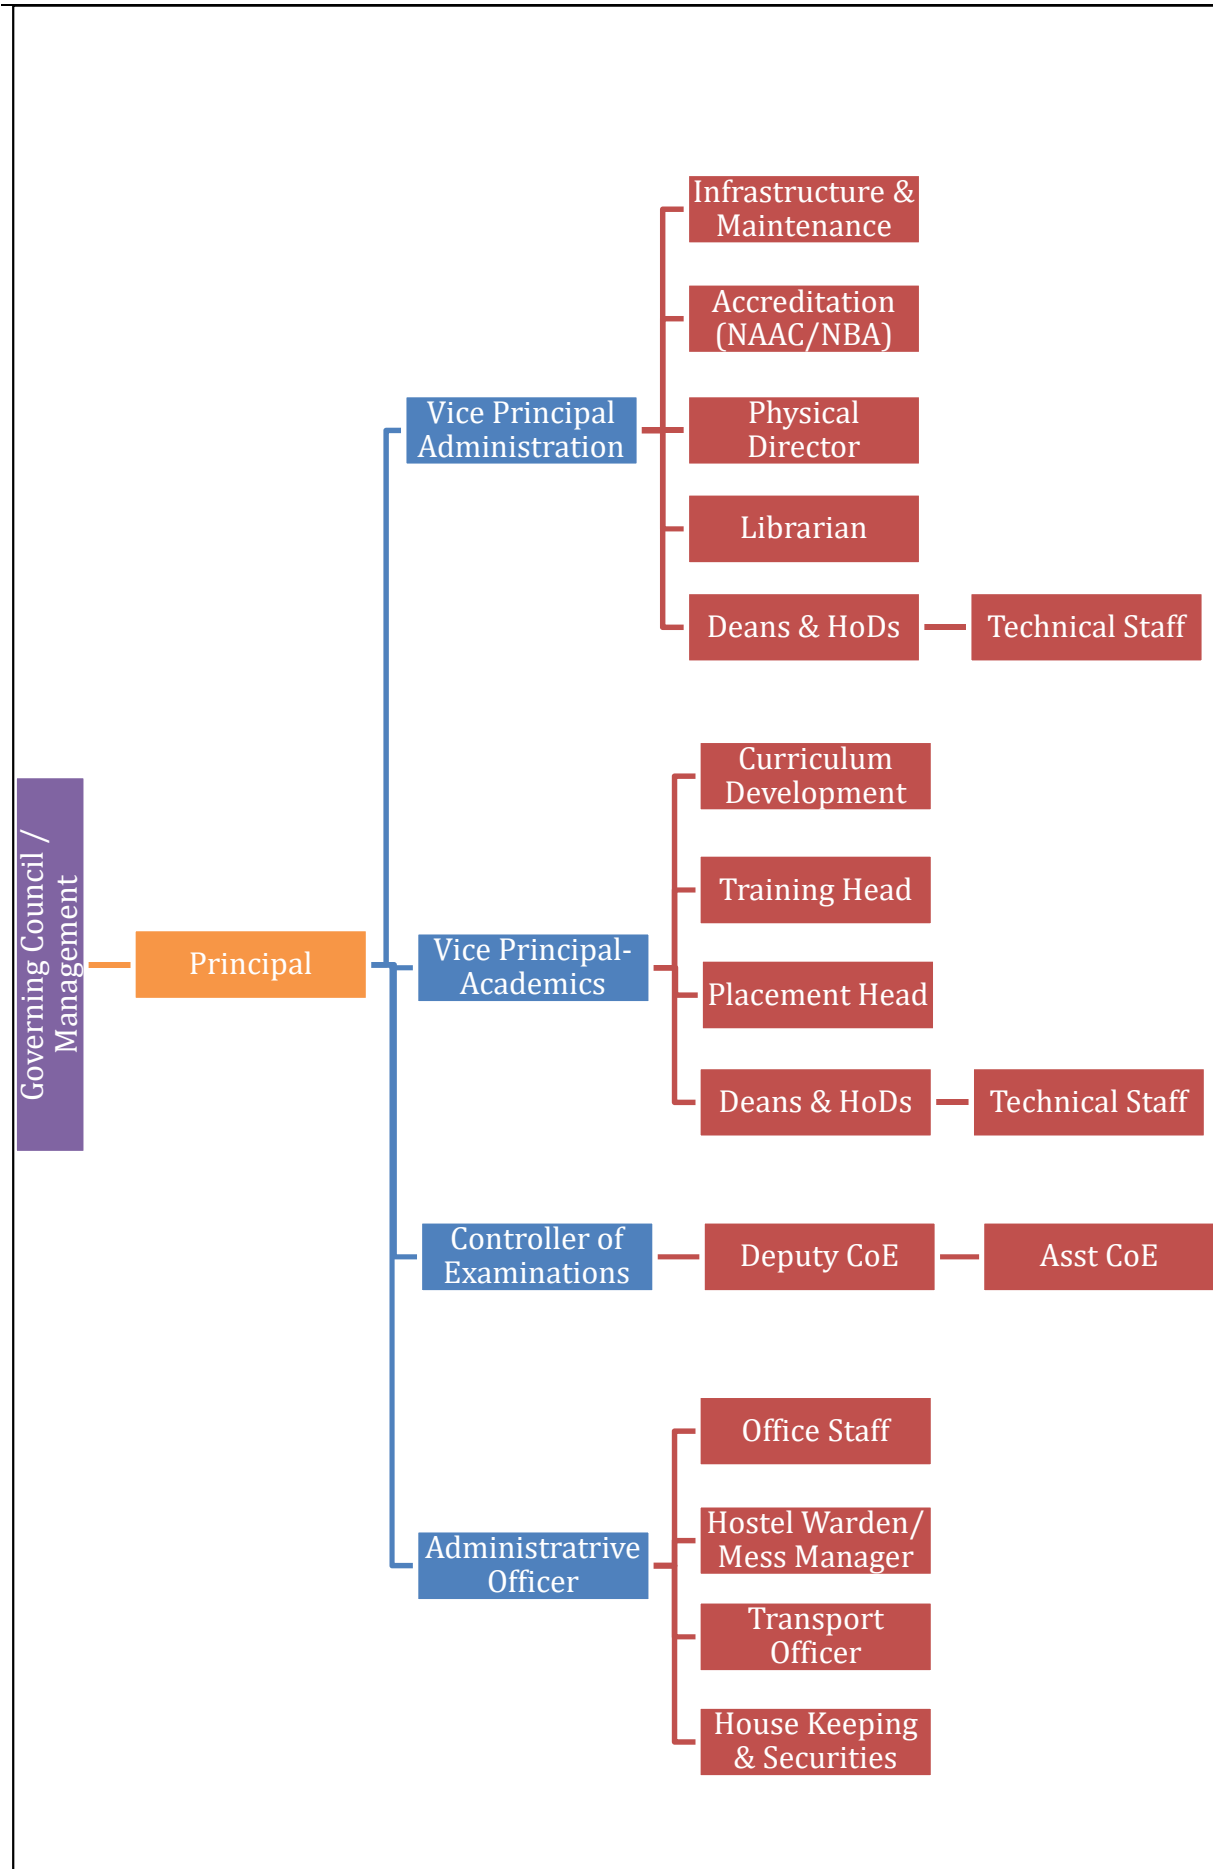 Governing Council /
Management
Principal
Vice Principal
Administration
Infrastructure &
Maintenance
Accreditation
(NAAC/NBA)
Physical
Director
Librarian
Deans & HoDs
Technical Staff
Vice Principal-
Academics
Curriculum
Development
Training Head
Placement Head
Deans & HoDs
Technical Staff
Controller of
Examinations
Deputy CoE
Asst CoE
Administratrive
Officer
Office Staff
Hostel Warden/
Mess Manager
Transport
Officer
House Keeping
& Securities